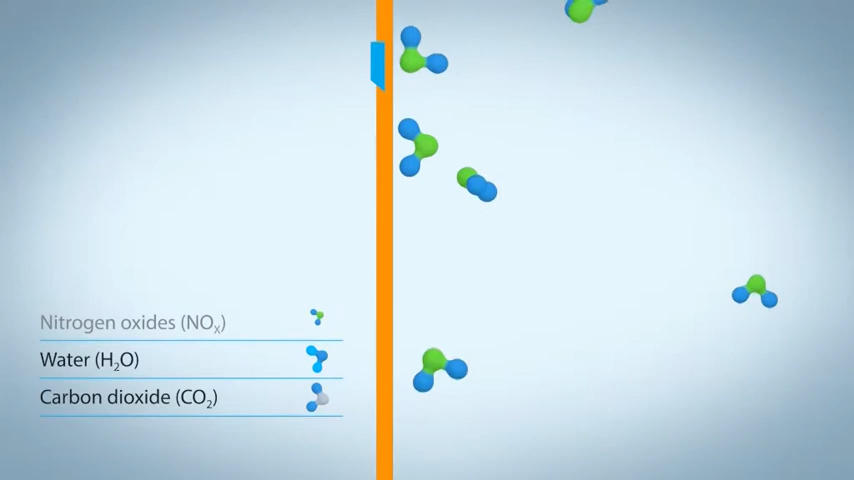 Nitrogen oxides (NOₓ)
Water (H₂O)
Carbon dioxide (CO₂)